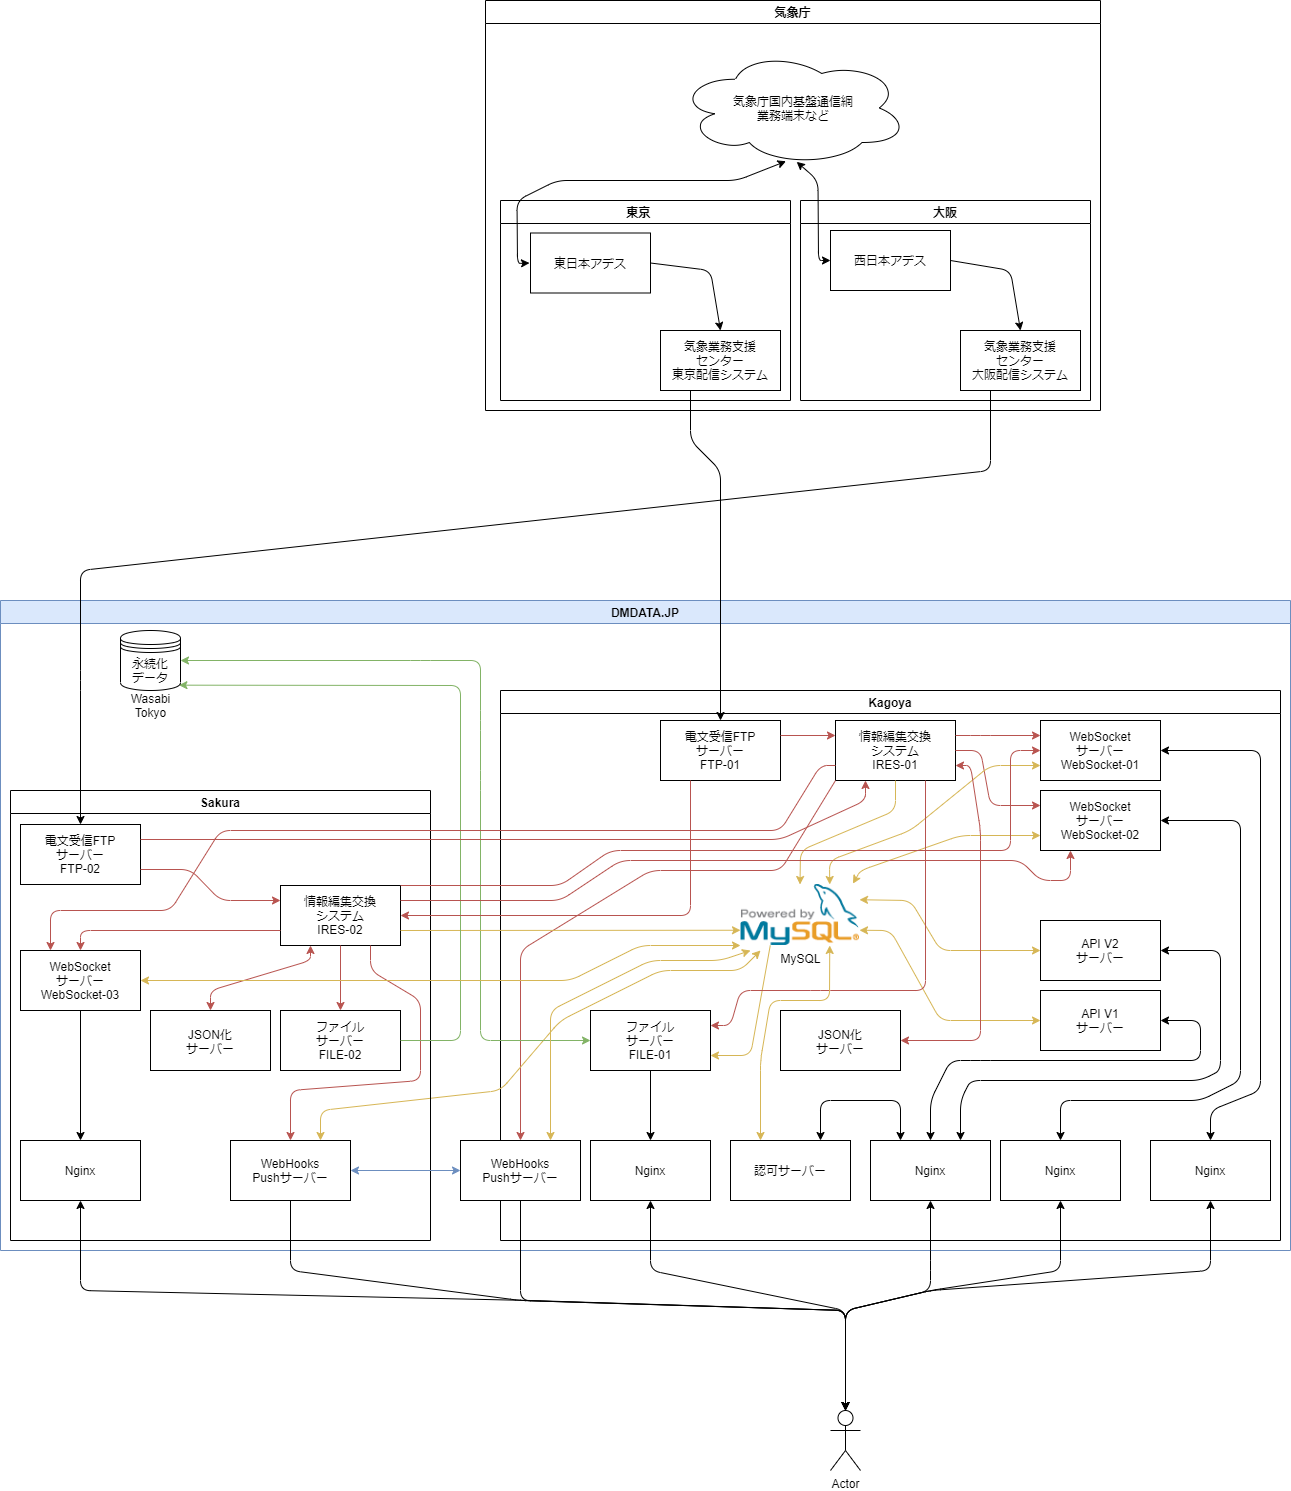 気象庁
気象庁国内基盤通信網
業務端末など
東京
大阪
東日本アデス
西日本アデス
気象業務支援
センター
東京配信システム
気象業務支援
センター
大阪配信システム
DMDATA.JP
永続化
データ
Wasabi
Tokyo
Kagoya
電文受信FTP
サーバー
FTP-01
情報編集交換
システム
IRES-01
WebSocket
サーバー
WebSocket-01
WebSocket
サーバー
WebSocket-02
Sakura
電文受信FTP
サーバー
FTP-02
情報編集交換
システム
IRES-02
Powered by
MySQL
MySQL
API V2
サーバー
WebSocket
サーバー
WebSocket-03
JSON化
サーバー
ファイル
サーバー
FILE-02
ファイル
サーバー
FILE-01
JSON化
サーバー
API V1
サーバー
Nginx
WebHooks
Pushサーバー
WebHooks
Pushサーバー
Nginx
認可サーバー
Nginx
Nginx
Nginx
Actor